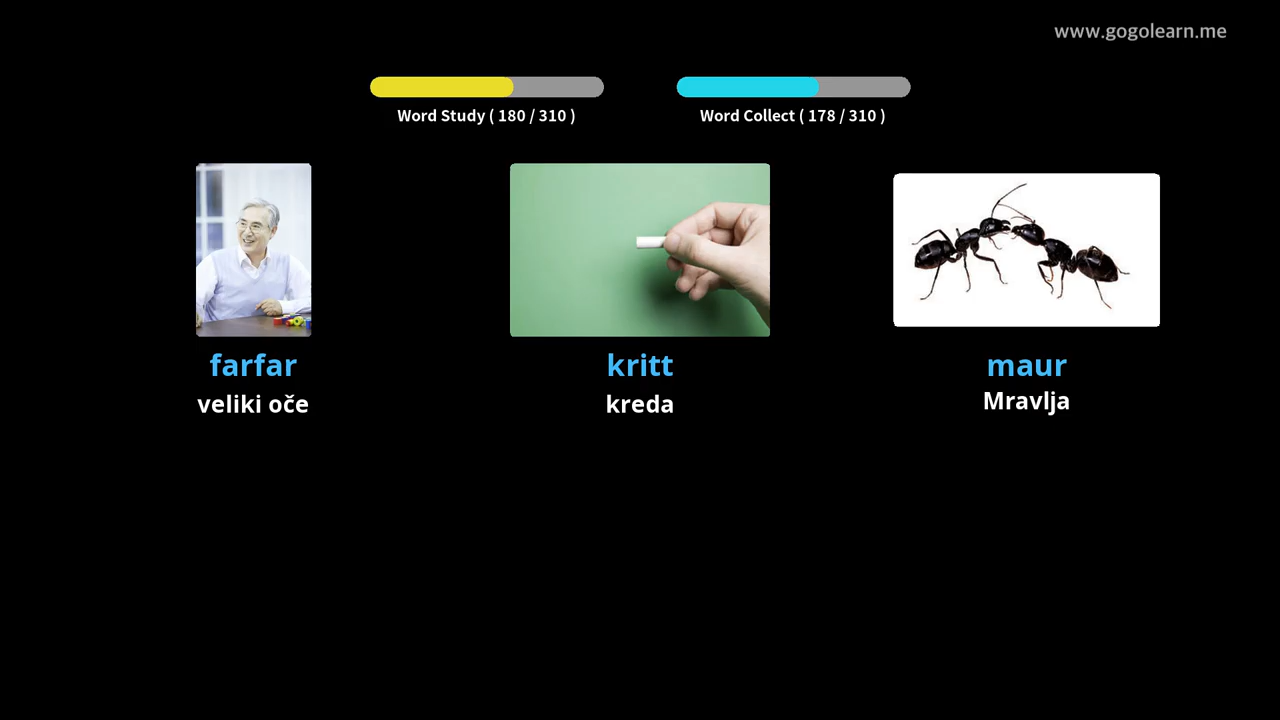 www.gogolearn.me
Word Study ( 180 / 310 )
Word Collect ( 178 / 310 )
farfar
kritt
maur
veliki oče
kreda
Mravlja